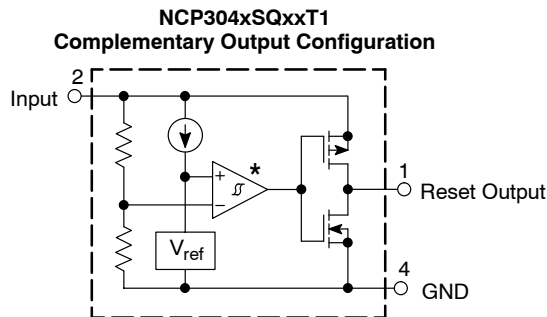 NCP304xSQxxT1
Complementary Output Configuration
2
Input
*
1
+
Reset Output
−
Vref
4
GND